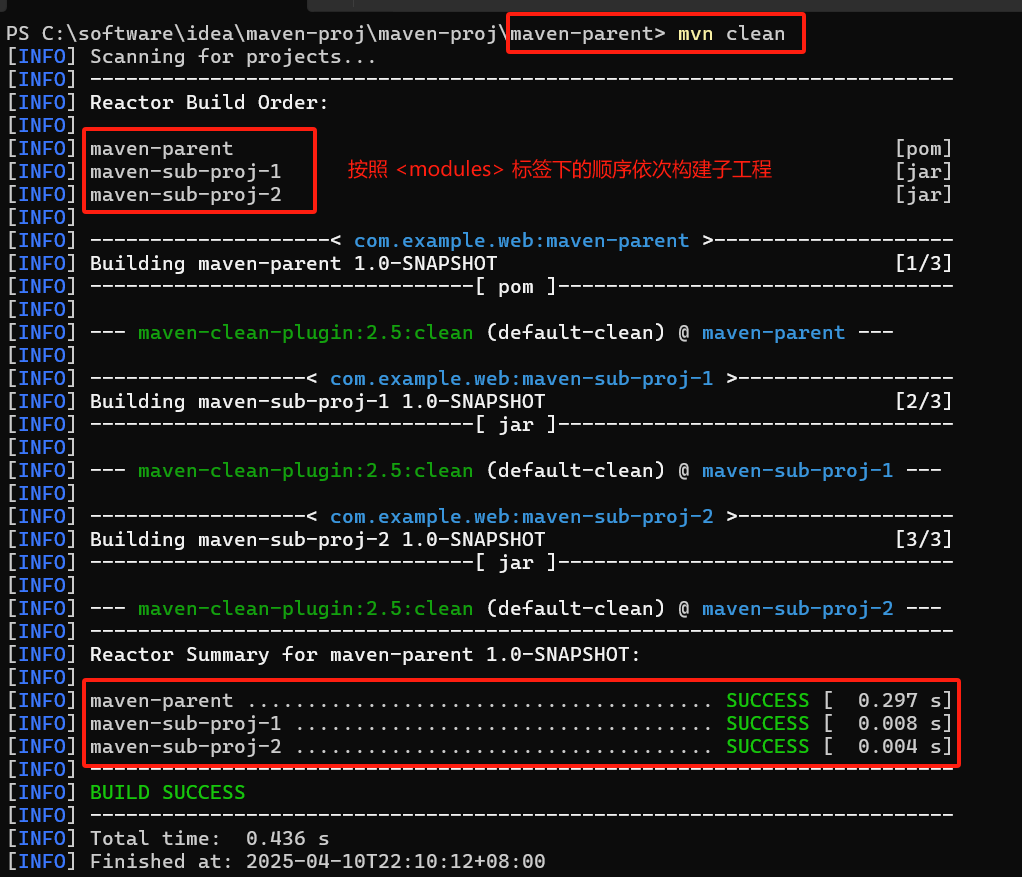 PS C:\software\idea\maven-proj\maven-proj\maven-parent> mvn clean
[INFO] Scanning for projects...
[INFO] ------------------------------------------------------------------------
[INFO] Reactor Build Order:
[INFO]
[INFO] maven-parent [pom]
[INFO] maven-sub-proj-1 按照 <modules> 标签下的顺序依次构建子工程 [jar]
[INFO] maven-sub-proj-2 [jar]
[INFO]
[INFO] --------------------< com.example.web:maven-parent >--------------------
[INFO] Building maven-parent 1.0-SNAPSHOT [1/3]
[INFO] --------------------------------[ pom ]---------------------------------
[INFO]
[INFO] --- maven-clean-plugin:2.5:clean (default-clean) @ maven-parent ---
[INFO]
[INFO] ------------------< com.example.web:maven-sub-proj-1 >------------------
[INFO] Building maven-sub-proj-1 1.0-SNAPSHOT [2/3]
[INFO] --------------------------------[ jar ]---------------------------------
[INFO]
[INFO] --- maven-clean-plugin:2.5:clean (default-clean) @ maven-sub-proj-1 ---
[INFO]
[INFO] ------------------< com.example.web:maven-sub-proj-2 >------------------
[INFO] Building maven-sub-proj-2 1.0-SNAPSHOT [3/3]
[INFO] --------------------------------[ jar ]---------------------------------
[INFO]
[INFO] --- maven-clean-plugin:2.5:clean (default-clean) @ maven-sub-proj-2 ---
[INFO] ------------------------------------------------------------------------
[INFO] Reactor Summary for maven-parent 1.0-SNAPSHOT:
[INFO]
[INFO] maven-parent ....................................... SUCCESS [  0.297 s]
[INFO] maven-sub-proj-1 ................................... SUCCESS [  0.008 s]
[INFO] maven-sub-proj-2 ................................... SUCCESS [  0.004 s]
[INFO] ------------------------------------------------------------------------
[INFO] BUILD SUCCESS
[INFO] ------------------------------------------------------------------------
[INFO] Total time:  0.436 s
[INFO] Finished at: 2025-04-10T22:10:12+08:00